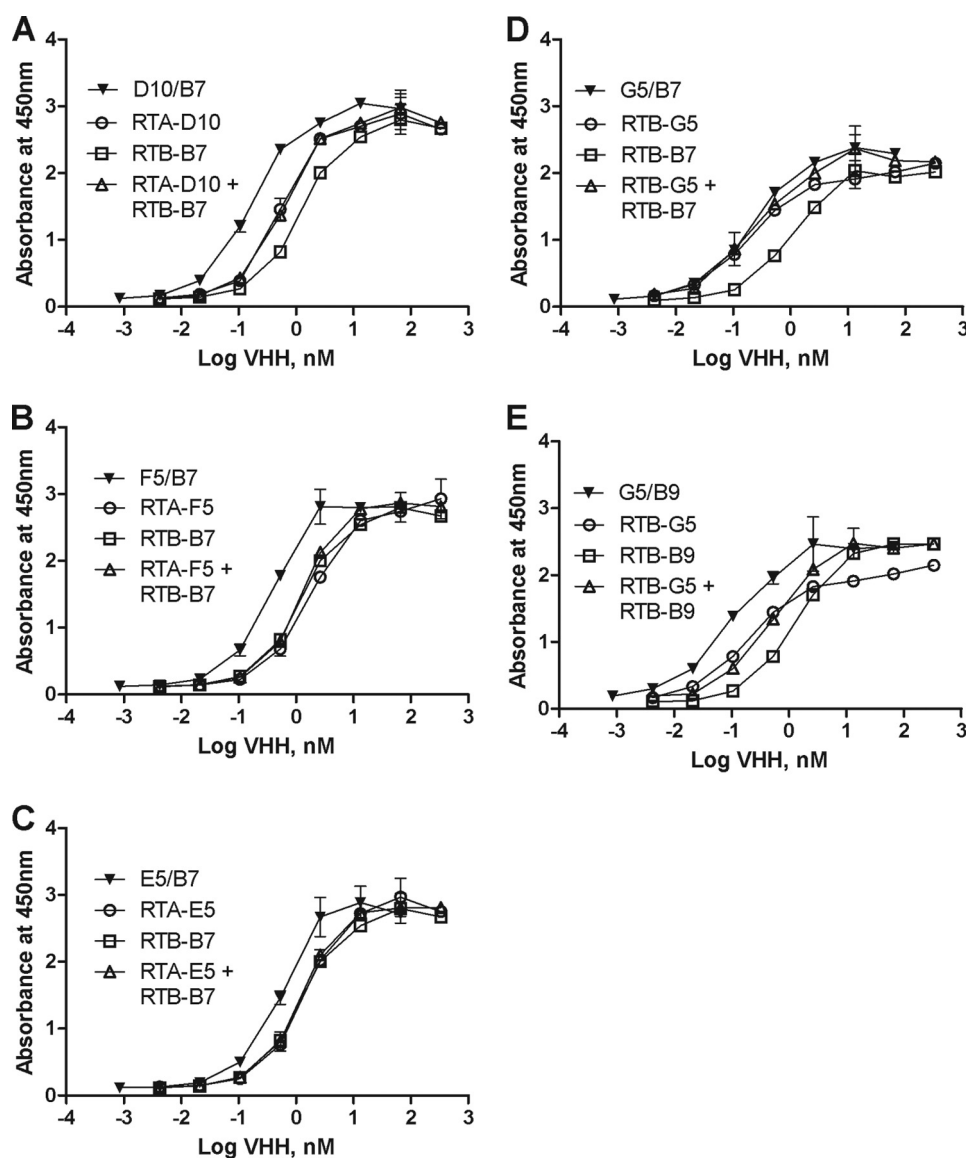 A
Absorbance at 450nm
4
3
2
1
0
D10/B7
RTA-D10
RTB-B7
RTA-D10 +
RTB-B7
-4 -3 -2 -1 0 1 2 3
Log VHH, nM
B
Absorbance at 450nm
4
3
2
1
0
F5/B7
RTA-F5
RTB-B7
RTA-F5 +
RTB-B7
-4 -3 -2 -1 0 1 2 3
Log VHH, nM
C
Absorbance at 450nm
4
3
2
1
0
E5/B7
RTA-E5
RTB-B7
RTA-E5 +
RTB-B7
-4 -3 -2 -1 0 1 2 3
Log VHH, nM
D
Absorbance at 450nm
4
3
2
1
0
G5/B7
RTB-G5
RTB-B7
RTB-G5 +
RTB-B7
-4 -3 -2 -1 0 1 2 3
Log VHH, nM
E
Absorbance at 450nm
4
3
2
1
0
G5/B9
RTB-G5
RTB-B9
RTB-G5 +
RTB-B9
-4 -3 -2 -1 0 1 2 3
Log VHH, nM